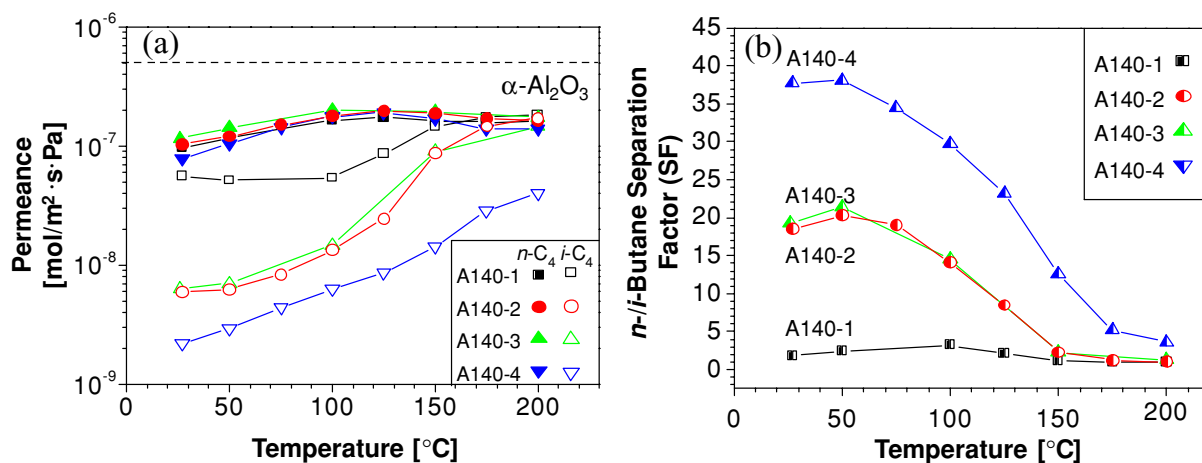 (a)
α-Al₂O₃
Permeance
[mol/m² ·s·Pa)
10⁻⁶
10⁻⁷
10⁻⁸
10⁻⁹
n-C₄ i-C₄
A140-1
A140-2
A140-3
A140-4
0 50 100 150 200
Temperature [°C]
(b)
n-/i-Butane Separation
Factor (SF)
45
40
35
30
25
20
15
10
5
0
A140-4
A140-3
A140-2
A140-1
A140-1
A140-2
A140-3
A140-4
0 50 100 150 200
Temperature [°C]